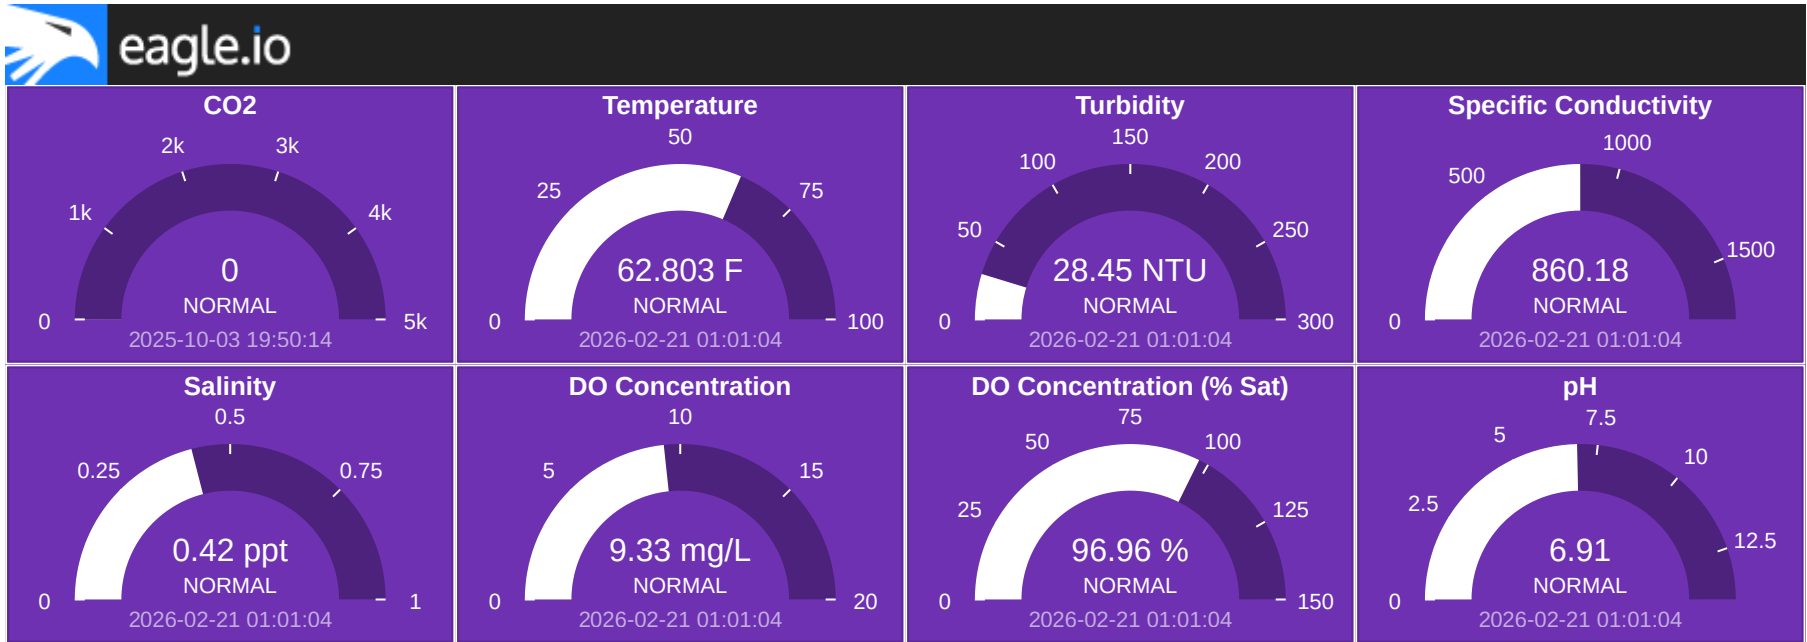 eagle.io
CO2
2k
3k
1k
4k
0
NORMAL
0
5k
2025-10-03 19:50:14
Temperature
50
25
75
62.803 F
NORMAL
0
100
2026-02-21 01:01:04
Turbidity
150
100
200
50
250
28.45 NTU
NORMAL
0
300
2026-02-21 01:01:04
Specific Conductivity
1000
500
1500
860.18
NORMAL
0
2026-02-21 01:01:04
Salinity
0.5
0.25
0.75
0.42 ppt
NORMAL
0
1
2026-02-21 01:01:04
DO Concentration
10
5
15
9.33 mg/L
NORMAL
0
20
2026-02-21 01:01:04
DO Concentration (% Sat)
75
50
100
25
125
96.96 %
NORMAL
0
150
2026-02-21 01:01:04
pH
7.5
5
10
2.5
12.5
6.91
NORMAL
0
2026-02-21 01:01:04